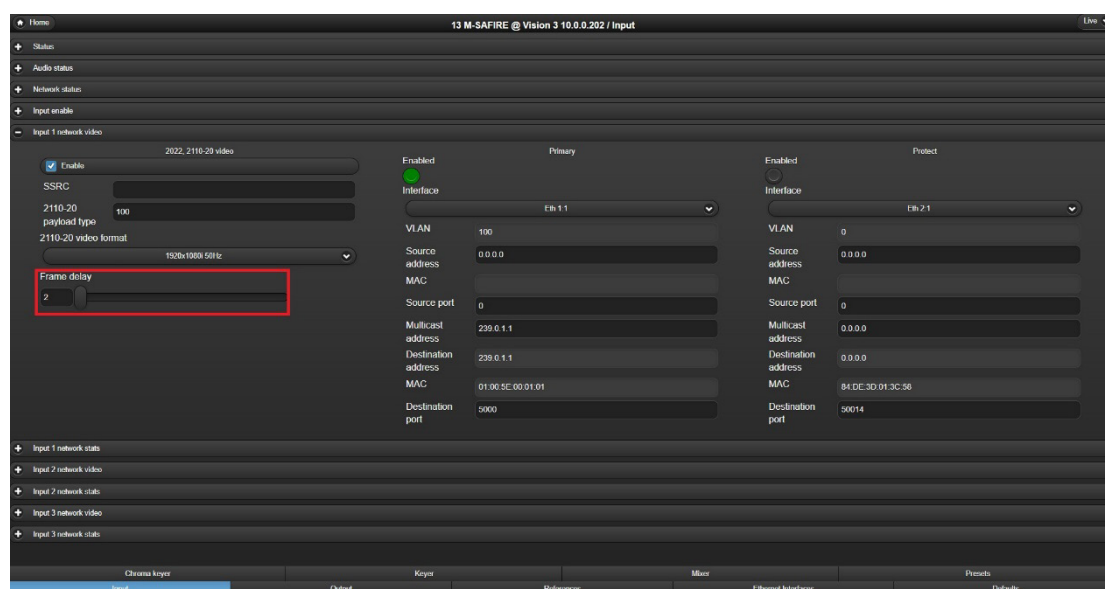 Home
13 M-SAFIRE @ Vision 3 10.0.0.202 / Input
Live
Status
Audio status
Network status
Input enable
Input 1 network video
2022, 2110-20 video
Enable
SSRC
2110-20
payload type
100
2110-20 video format
1920x1080i 50Hz
Frame delay
2
Primary
Enabled
Interface
Eth 1:1
VLAN
100
Source
address
0.0.0.0
MAC
Source port
0
Multicast
address
239.0.1.1
Destination
address
239.0.1.1
MAC
01:00:5E:00:01:01
Destination
port
5000
Protect
Enabled
Interface
Eth 2:1
VLAN
0
Source
address
0.0.0.0
MAC
Source port
0
Multicast
address
0.0.0.0
Destination
address
0.0.0.0
MAC
84:DE:3D:01:3C:58
Destination
port
50014
Input 1 network stats
Input 2 network video
Input 2 network stats
Input 3 network video
Input 3 network stats
Chroma keyer
Keyer
Mixer
Presets
Input
Output
References
Ethernet Interfaces
Defaults